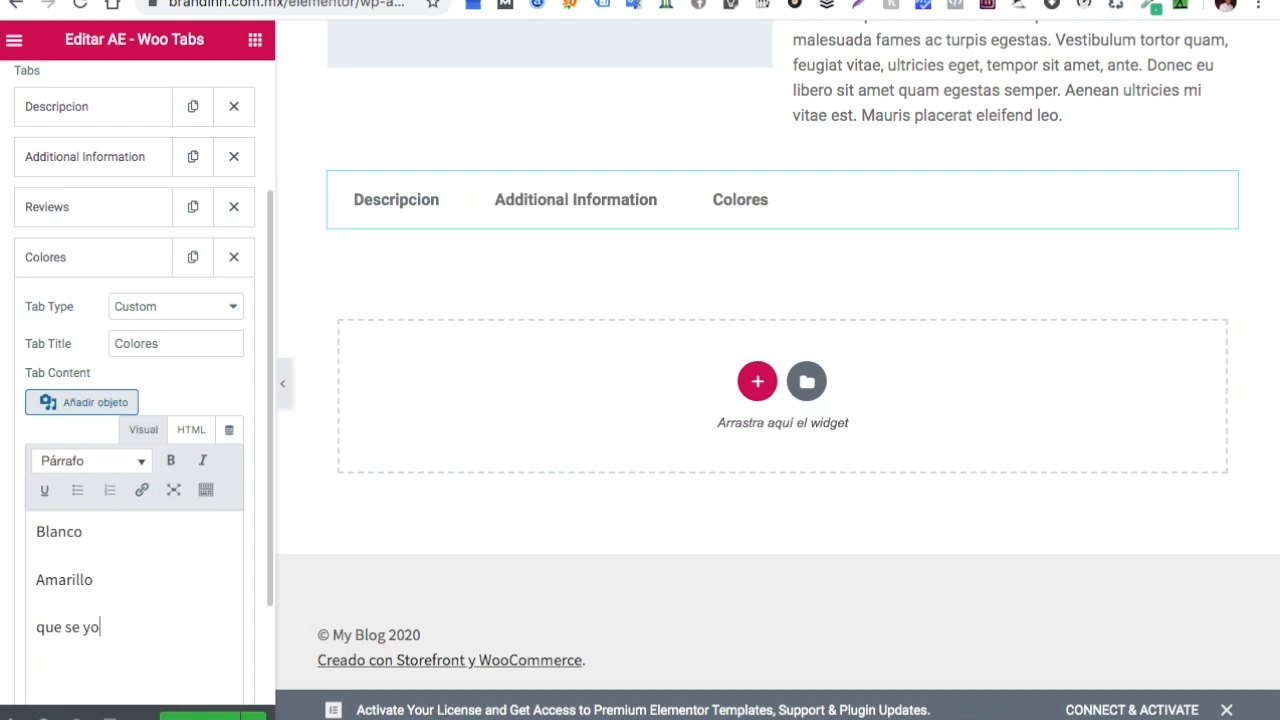 brandinn.com.mx/elementor/wp-a...
Editar AE - Woo Tabs
Tabs
Descripcion
Additional Information
Reviews
Colores
Tab Type
Custom
Tab Title
Colores
Tab Content
Añadir objeto
Visual
HTML
Párrafo
B
I
U
Blanco
Amarillo
que se yo
malesuada fames ac turpis egestas. Vestibulum tortor quam,
feugiat vitae, ultricies eget, tempor sit amet, ante. Donec eu
libero sit amet quam egestas semper. Aenean ultricies mi
vitae est. Mauris placerat eleifend leo.
Descripcion Additional Information Colores
Arrastra aquí el widget
© My Blog 2020
Creado con Storefront y WooCommerce.
Activate Your License and Get Access to Premium Elementor Templates, Support & Plugin Updates.
CONNECT & ACTIVATE